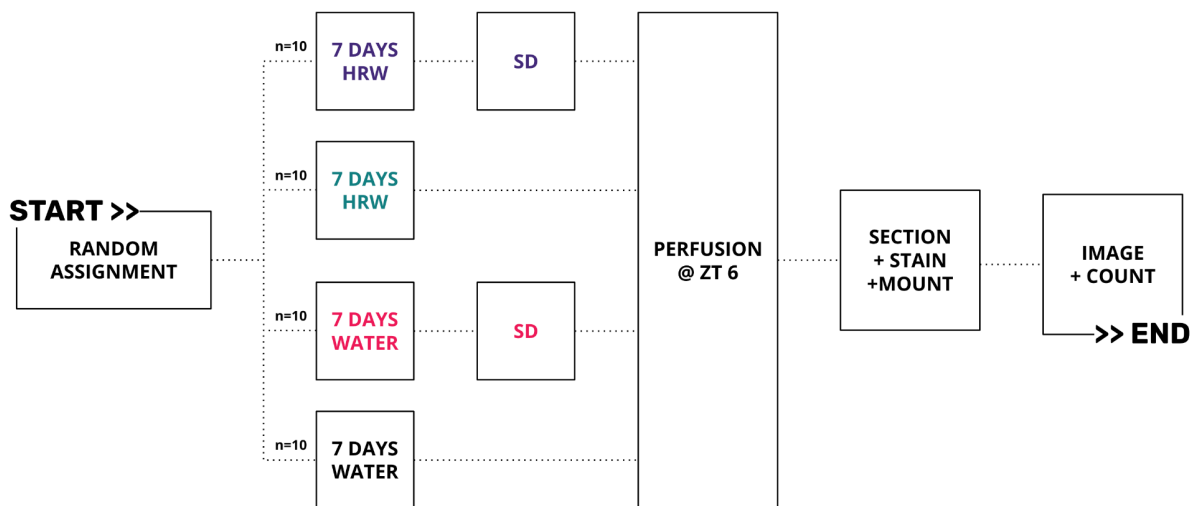 START >>
RANDOM
ASSIGNMENT
n=10
7 DAYS
HRW
SD
n=10
7 DAYS
HRW
n=10
7 DAYS
WATER
SD
n=10
7 DAYS
WATER
PERFUSION
@ ZT 6
SECTION
+ STAIN
+MOUNT
IMAGE
+ COUNT
>> END